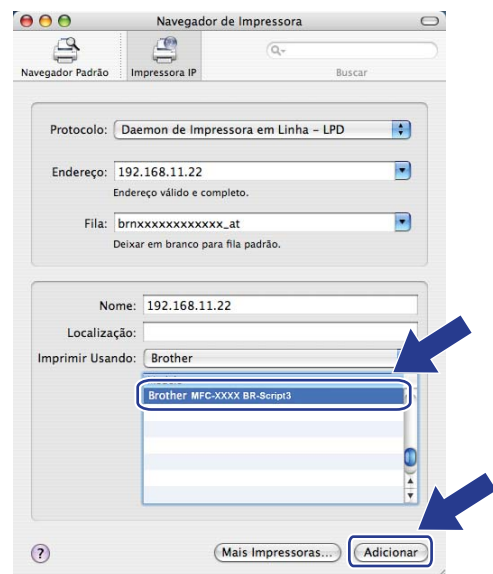 Navegador de Impressora
Navegador Padrão
Impressora IP
Buscar
Protocolo: Daemon de Impressora em Linha – LPD
Endereço: 192.168.11.22
Endereço válido e completo.
Fila: brnxxxxxxxxxxxx_at
Deixar em branco para fila padrão.
Nome: 192.168.11.22
Localização:
Imprimir Usando: Brother
Brother MFC-XXXX BR-Script3
? Mais Impressoras... Adicionar